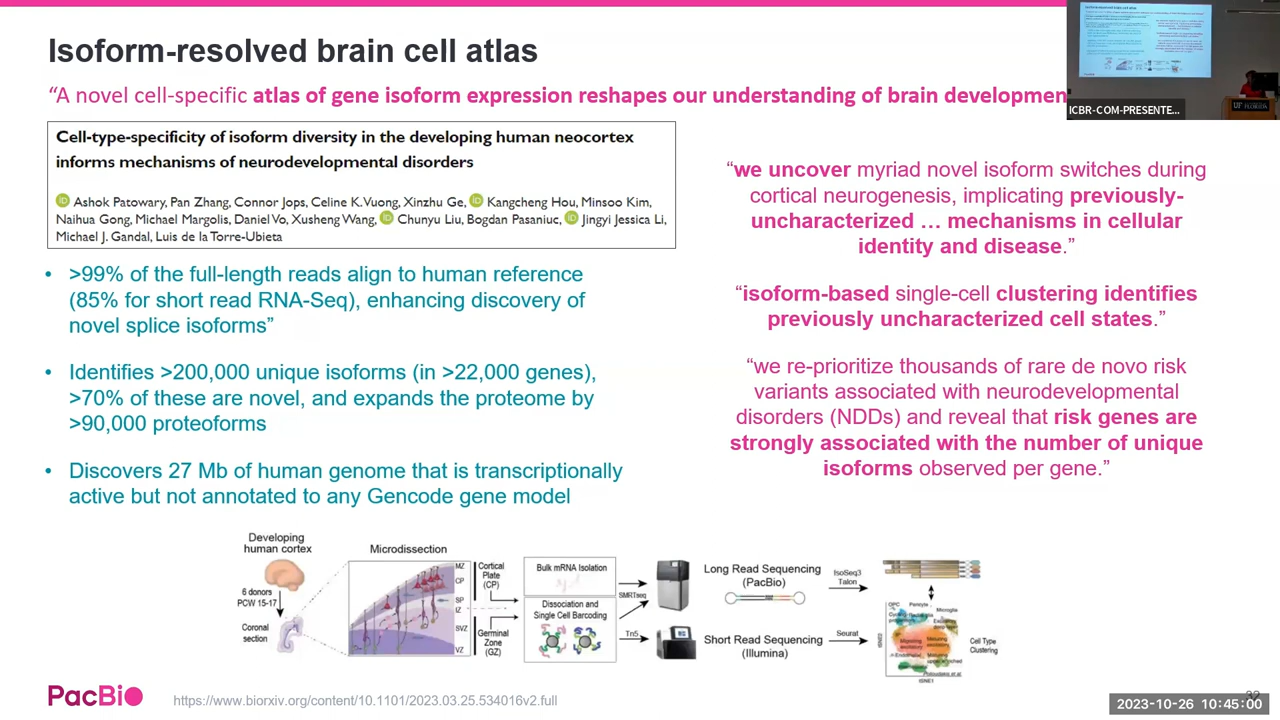 Isoform-resolved brain cell atlas
“A novel cell-specific atlas of gene isoform expression reshapes our understanding of brain developmen
ICBR-COM-PRESENTE...
Cell-type-specificity of isoform diversity in the developing human neocortex
informs mechanisms of neurodevelopmental disorders
Ashok Patowary, Pan Zhang, Connor Jops, Celine K. Vuong, Xinzhu Ge, Kangcheng Hou, Minsoo Kim,
Naihua Gong, Michael Margolis, Daniel Vo, Xusheng Wang, Chunyu Liu, Bogdan Pasaniuc, Jingyi Jessica Li,
Michael J. Gandal, Luis de la Torre-Ubieta
• >99% of the full-length reads align to human reference
(85% for short read RNA-Seq), enhancing discovery of
novel splice isoforms”
• Identifies >200,000 unique isoforms (in >22,000 genes),
>70% of these are novel, and expands the proteome by
>90,000 proteoforms
• Discovers 27 Mb of human genome that is transcriptionally
active but not annotated to any Gencode gene model
“we uncover myriad novel isoform switches during
cortical neurogenesis, implicating previously-
uncharacterized … mechanisms in cellular
identity and disease.”
“isoform-based single-cell clustering identifies
previously uncharacterized cell states.”
“we re-prioritize thousands of rare de novo risk
variants associated with neurodevelopmental
disorders (NDDs) and reveal that risk genes are
strongly associated with the number of unique
isoforms observed per gene.”
Developing
human cortex
6 donors
PCW 15-17
Coronal
section
Microdissection
MZ
CP
SP
IZ
SVZ
VZ
Cortical
Plate
(CP)
Germinal
Zone
(GZ)
Bulk mRNA Isolation
Dissociation and
Single Cell Barcoding
SMRTseq
Tn5
Long Read Sequencing
(PacBio)
Short Read Sequencing
(Illumina)
IsoSeq3
Talon
Seurat
OPC
Pericyte
Microglia
Cell Type
Clustering
tSNE1
PacBio
https://www.biorxiv.org/content/10.1101/2023.03.25.534016v2.full
32
2023-10-26 10:45:00